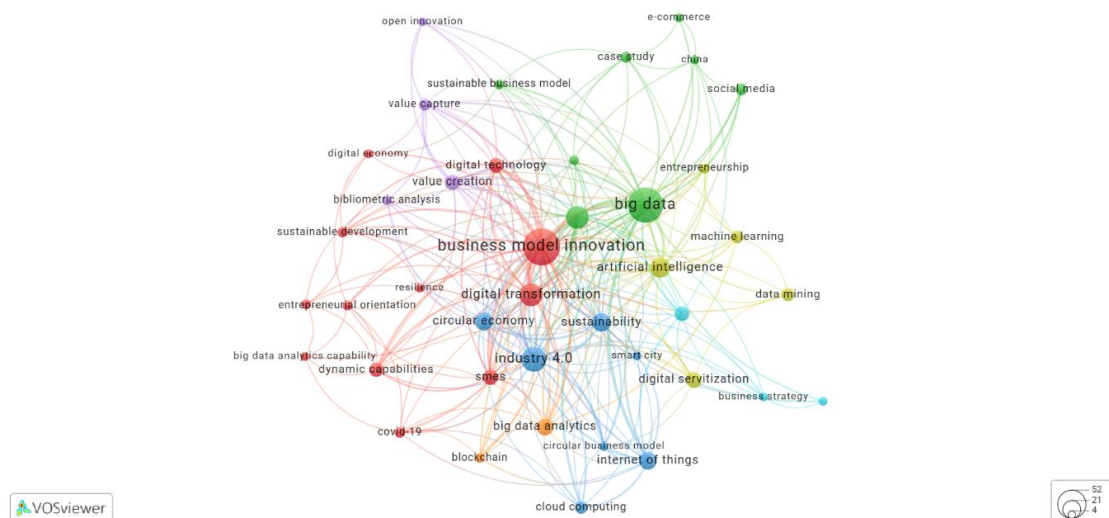 open innovation
e-commerce
case study
china
sustainable business model
social media
value capture
digital economy
digital technology
entrepreneurship
value creation
bibliometric analysis
big data
sustainable development
business model innovation
machine learning
artificial intelligence
resilience
digital transformation
data mining
entrepreneurial orientation
circular economy
sustainability
big data analytics capability
industry 4.0
smart city
dynamic capabilities
smes
digital servitization
business strategy
covid-19
big data analytics
circular business model
blockchain
internet of things
cloud computing
VOSviewer
52
21
4